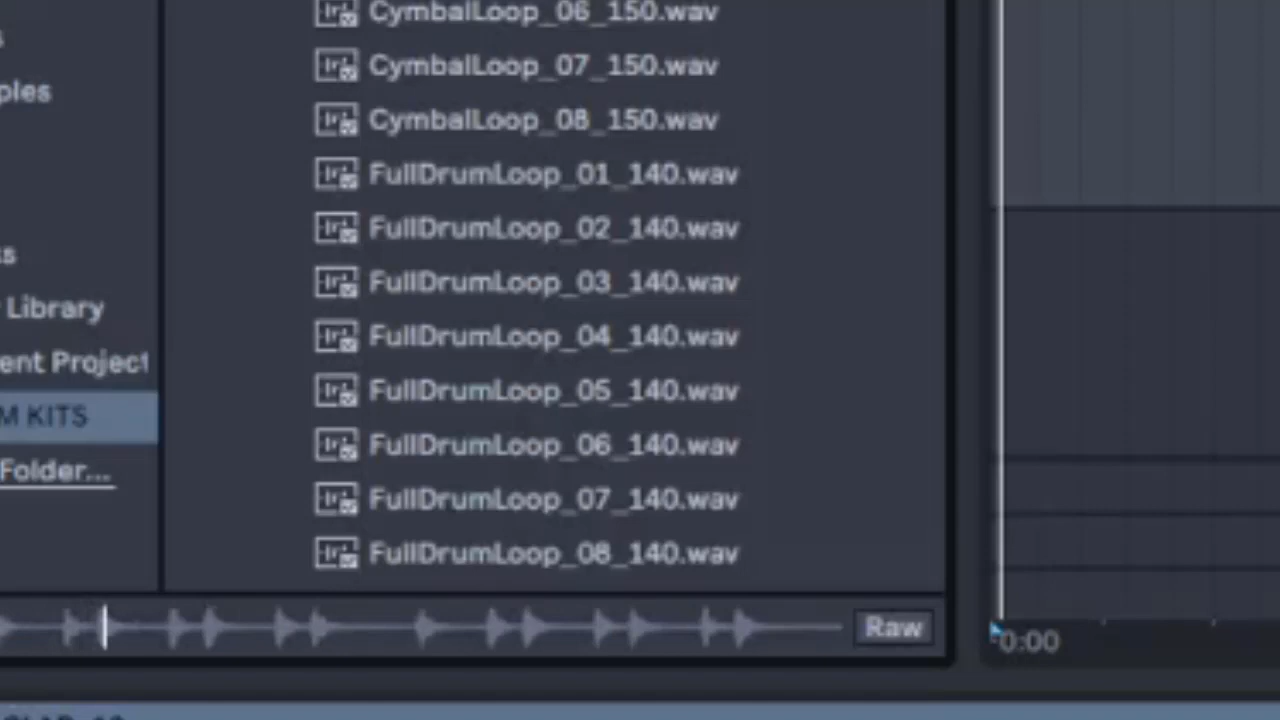 CymbalLoop_06_150.wav
CymbalLoop_07_150.wav
ples
CymbalLoop_08_150.wav
FullDrumLoop_01_140.wav
FullDrumLoop_02_140.wav
FullDrumLoop_03_140.wav
Library
FullDrumLoop_04_140.wav
ent Project
FullDrumLoop_05_140.wav
M KITS
FullDrumLoop_06_140.wav
Folder...
FullDrumLoop_07_140.wav
FullDrumLoop_08_140.wav
Raw
0:00